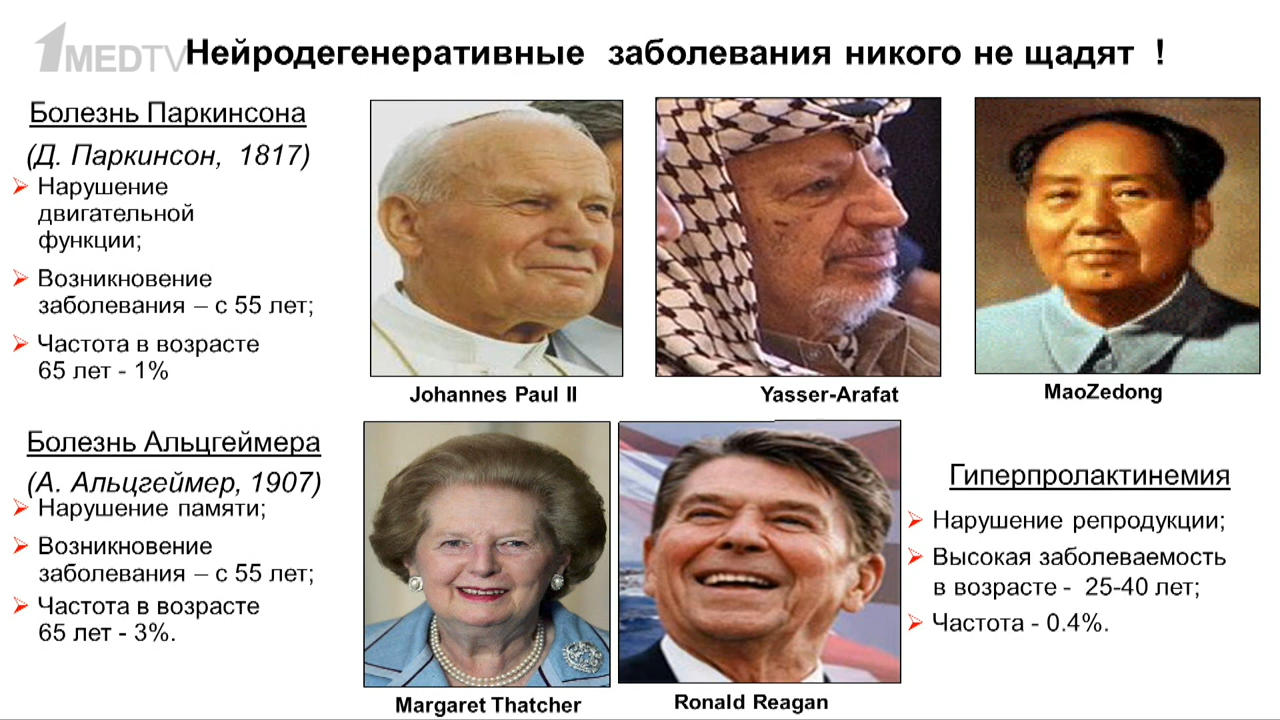 1MEDTV
Нейродегенеративные заболевания никого не щадят !
Болезнь Паркинсона
(Д. Паркинсон, 1817)
Нарушение
двигательной
функции;
Возникновение
заболевания – с 55 лет;
Частота в возрасте
65 лет - 1%
Johannes Paul II
Yasser-Arafat
MaoZedong
Болезнь Альцгеймера
(А. Альцгеймер, 1907)
Нарушение памяти;
Возникновение
заболевания – с 55 лет;
Частота в возрасте
65 лет - 3%.
Margaret Thatcher
Ronald Reagan
Гиперпролактинемия
Нарушение репродукции;
Высокая заболеваемость
в возрасте - 25-40 лет;
Частота - 0.4%.